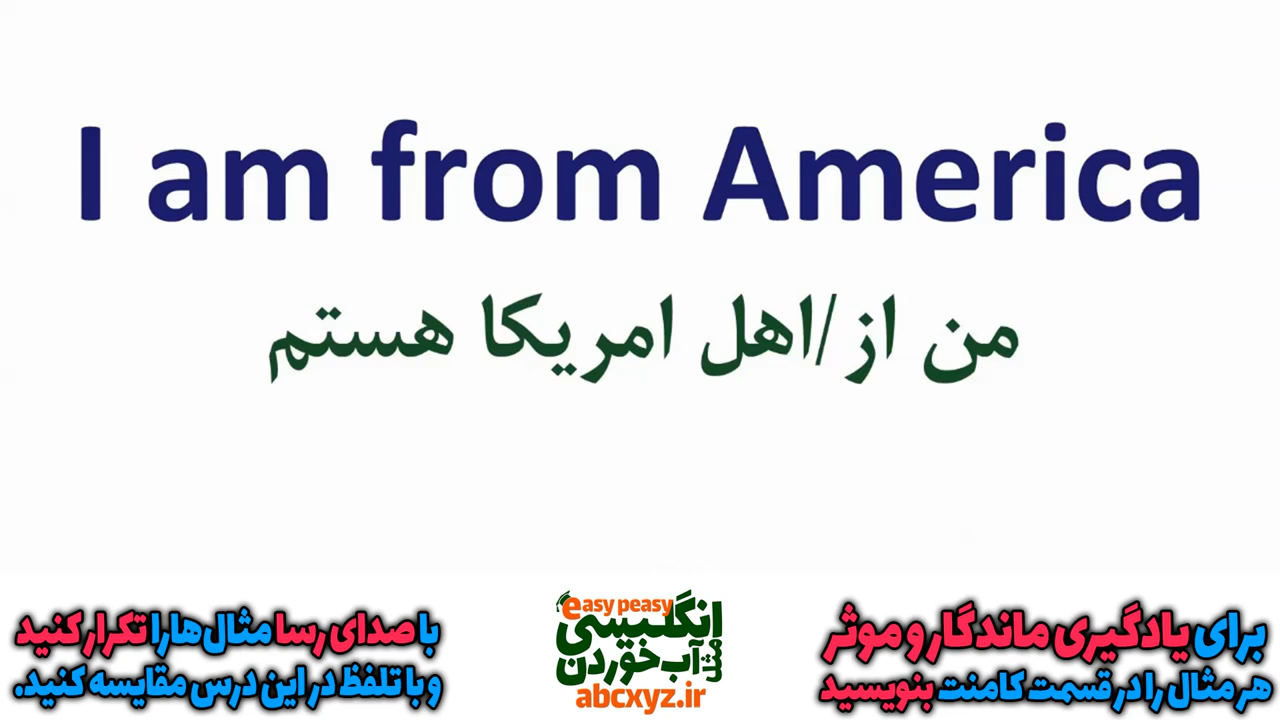 I am from America
من از/اهل امریکا هستم
برای یادگیری ماندگار و موثر
هر مثال را در قسمت کامنت بنویسید
easy peasy
انگلیسی
مثل
آب خوردن
abcxyz.ir
با صدای رسا مثال‌ها را تکرار کنید
و با تلفظ در این درس مقایسه کنید.